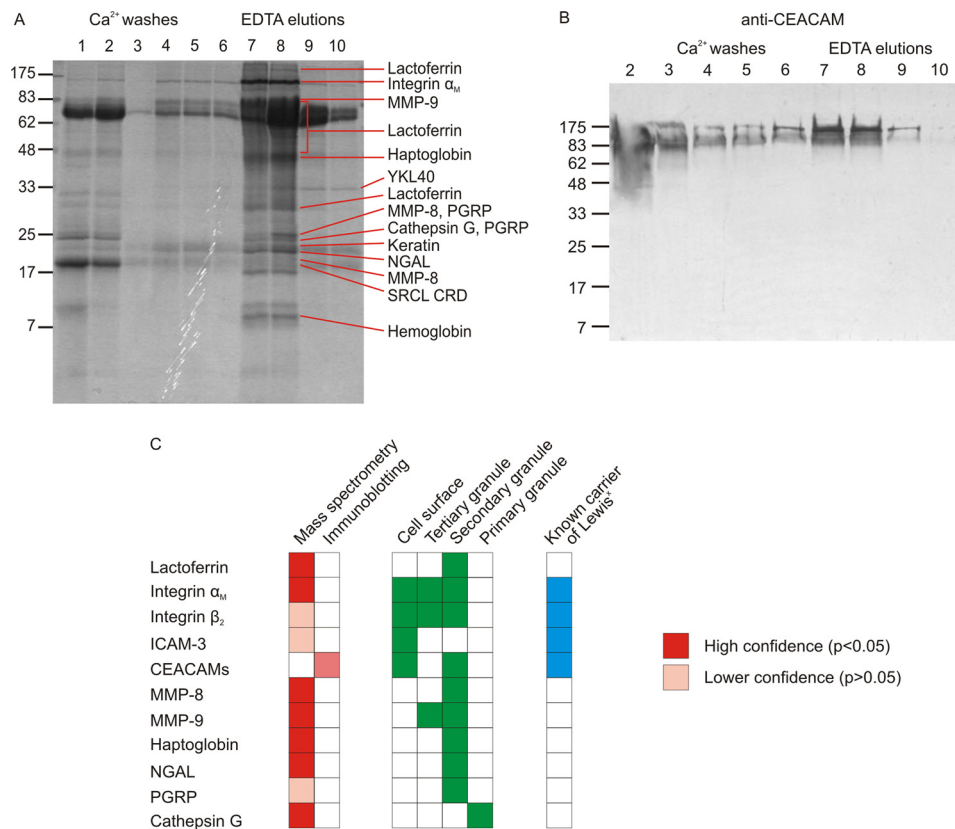 A
Ca²⁺ washes EDTA elutions
1 2 3 4 5 6 7 8 9 10
175
83
62
48
33
25
17
7
Lactoferrin
Integrin αM
MMP-9
Lactoferrin
Haptoglobin
YKL40
Lactoferrin
MMP-8, PGRP
Cathepsin G, PGRP
Keratin
NGAL
MMP-8
SRCL CRD
Hemoglobin
B
anti-CEACAM
Ca²⁺ washes EDTA elutions
2 3 4 5 6 7 8 9 10
175
83
62
48
33
25
17
7
C
Mass spectrometry
Immunoblotting
Cell surface
Tertiary granule
Secondary granule
Primary granule
Known carrier
of Lewisˣ
Lactoferrin
Integrin αM
Integrin β₂
ICAM-3
CEACAMs
MMP-8
MMP-9
Haptoglobin
NGAL
PGRP
Cathepsin G
High confidence (p<0.05)
Lower confidence (p>0.05)